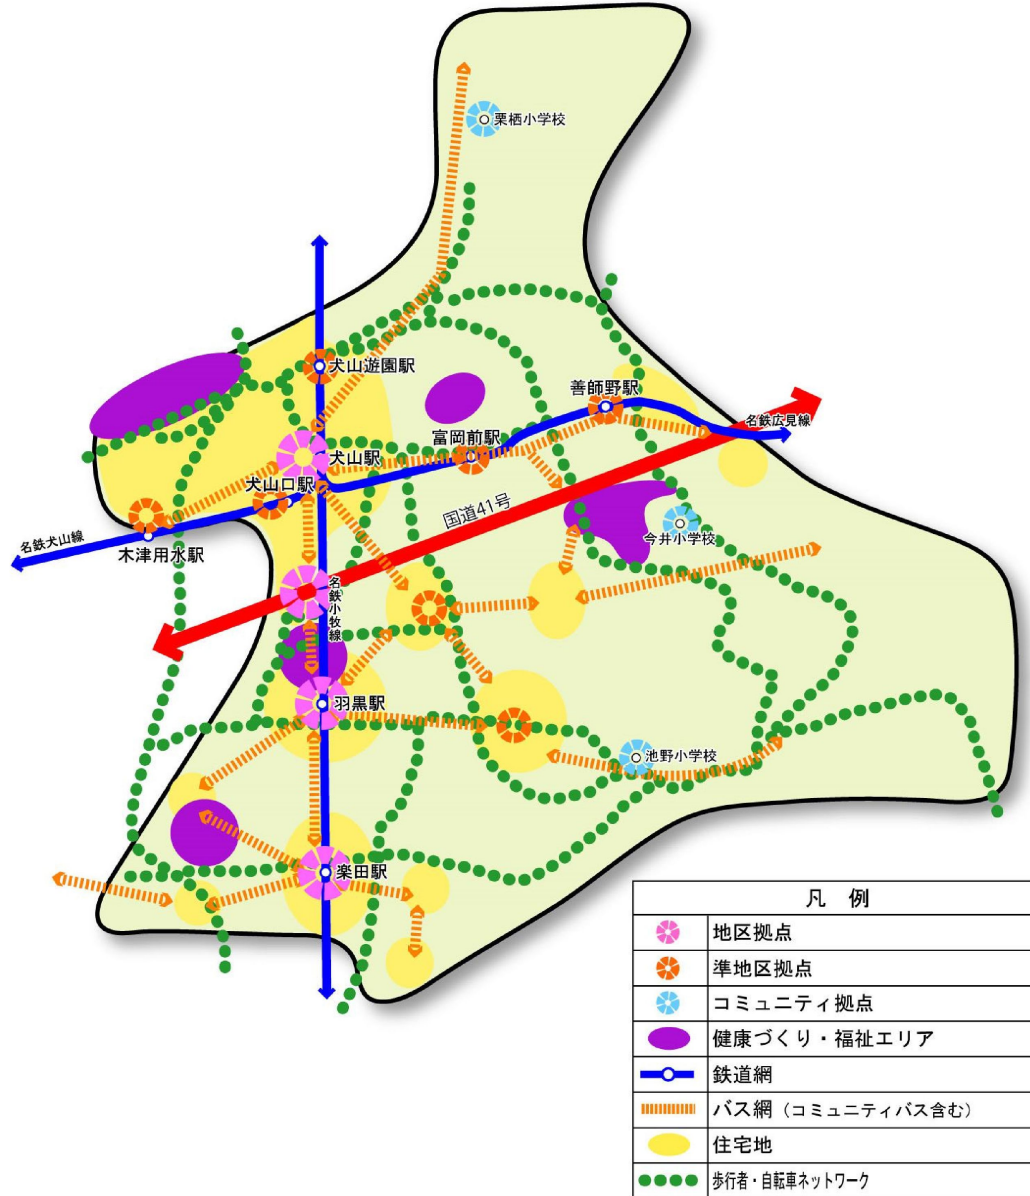 栗栖小学校
犬山遊園駅
善師野駅
名鉄広見線
富岡前駅
犬山駅
犬山口駅
国道41号
今井小学校
名鉄犬山線
木津用水駅
名鉄小牧線
羽黒駅
池野小学校
楽田駅
凡 例
地区拠点
準地区拠点
コミュニティ拠点
健康づくり・福祉エリア
鉄道網
バス網（コミュニティバス含む）
住宅地
歩行者・自転車ネットワーク